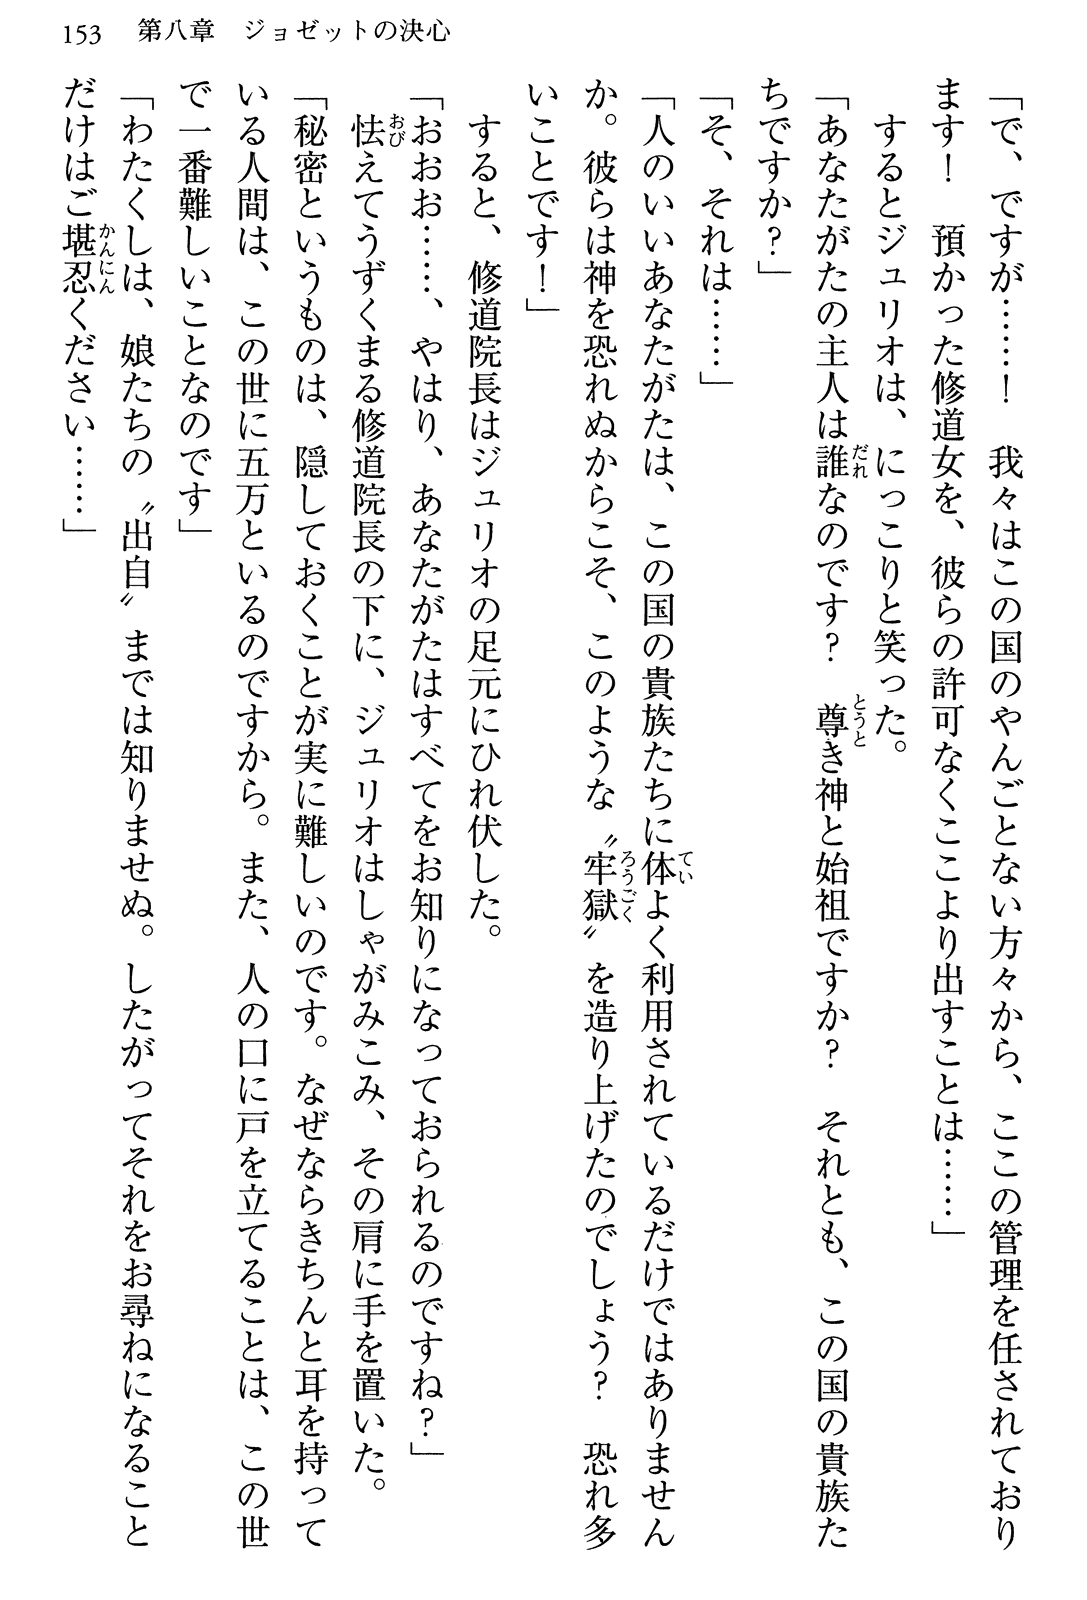 153 第八章 ジョゼットの決心
「で、ですが……！ 我々はこの国のやんごとない方々から、ここの管理を任されており
ます！ 預かった修道女を、彼らの許可なくここより出すことは……」
するとジュリオは、にっこりと笑った。
「あなたがたの主人は誰なのです？ 尊き神と始祖ですか？ それとも、この国の貴族た
ちですか？」
「そ、それは……」
「人のいいあなたがたは、この国の貴族たちに体よく利用されているだけではありません
か。彼らは神を恐れぬからこそ、このような〝牢獄〟を造り上げたのでしょう？ 恐れ多
いことです！」
すると、修道院長はジュリオの足元にひれ伏した。
「おおお……、やはり、あなたがたはすべてをお知りになっておられるのですね？」
怯えてうずくまる修道院長の下に、ジュリオはしゃがみこみ、その肩に手を置いた。
「秘密というものは、隠しておくことが実に難しいのです。なぜならきちんと耳を持って
いる人間は、この世に五万といるのですから。また、人の口に戸を立てることは、この世
で一番難しいことなのです」
「わたくしは、娘たちの〝出自〟までは知りませぬ。したがってそれをお尋ねになること
だけはご堪忍ください……」